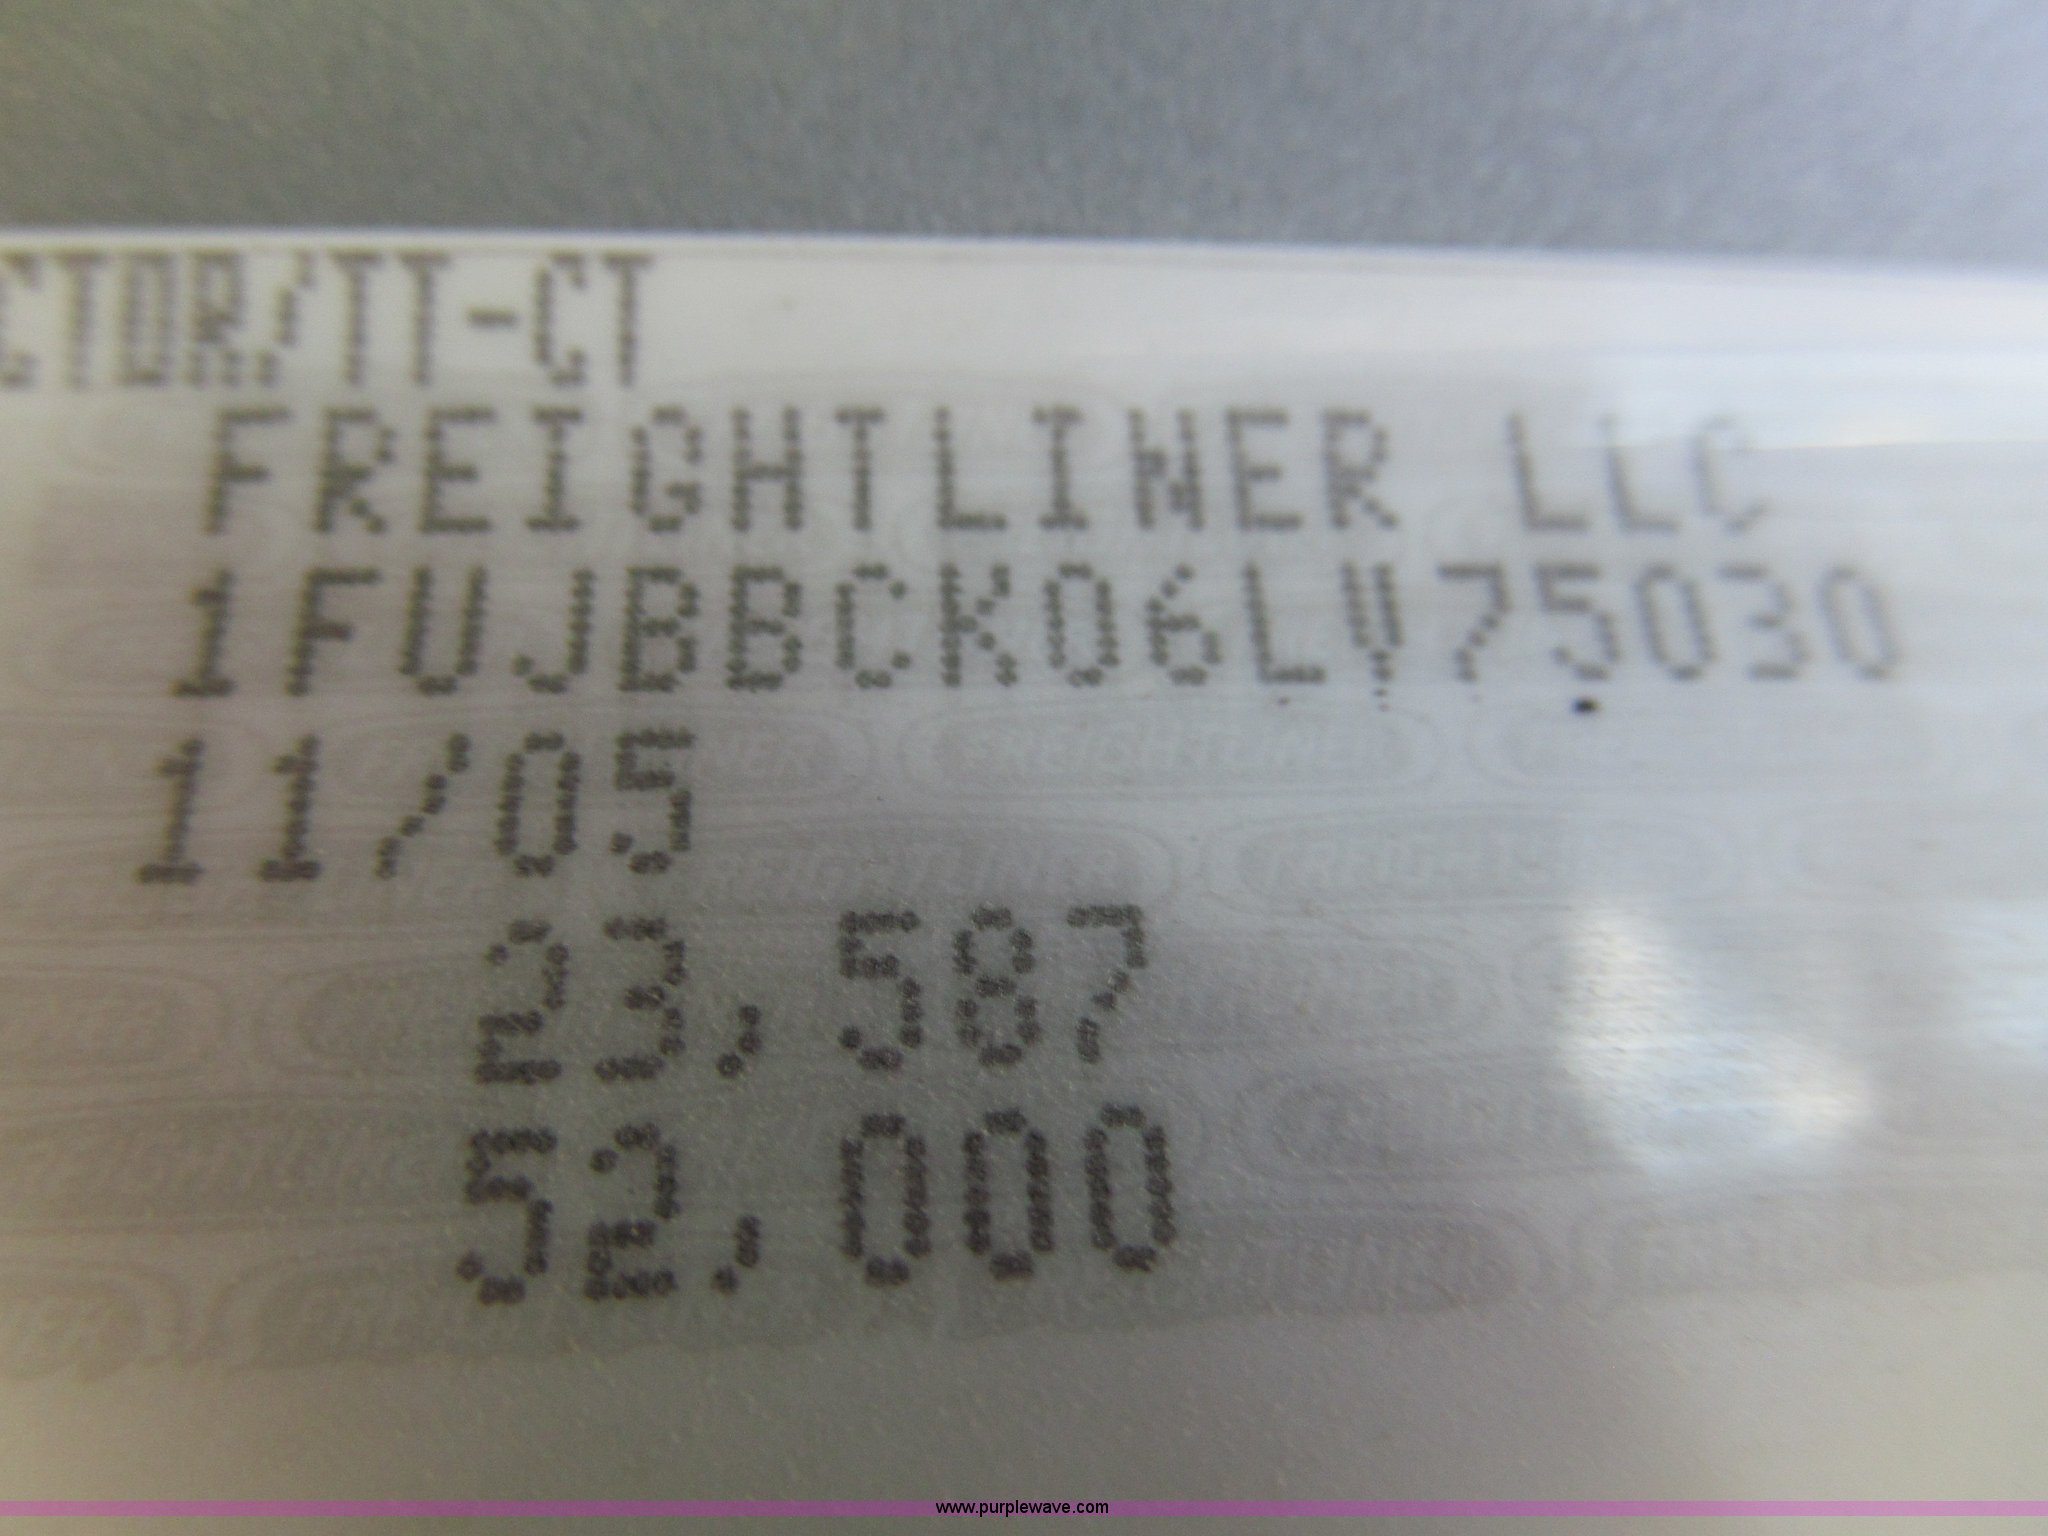 CTOR/TT-CT
FREIGHTLINER LLC
1FUJBBCK06LV75030
11/05
23,587
52,000
www.purplewave.com